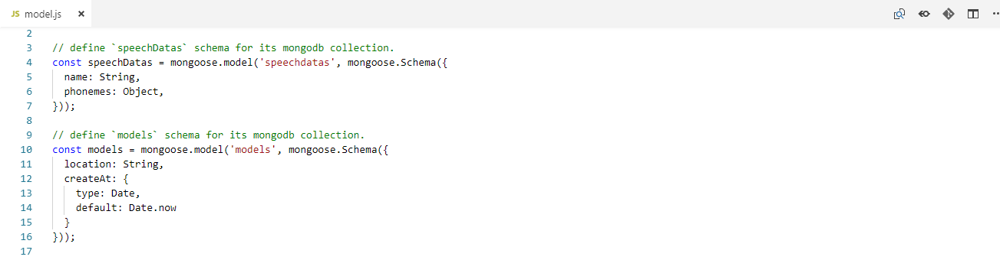 JS model.js ×
2
3 // define `speechDatas` schema for its mongodb collection.
4 const speechDatas = mongoose.model('speechdatas', mongoose.Schema({
5   name: String,
6   phonemes: Object,
7 }));
8
9 // define `models` schema for its mongodb collection.
10 const models = mongoose.model('models', mongoose.Schema({
11   location: String,
12   createAt: {
13     type: Date,
14     default: Date.now
15   }
16 }));
17